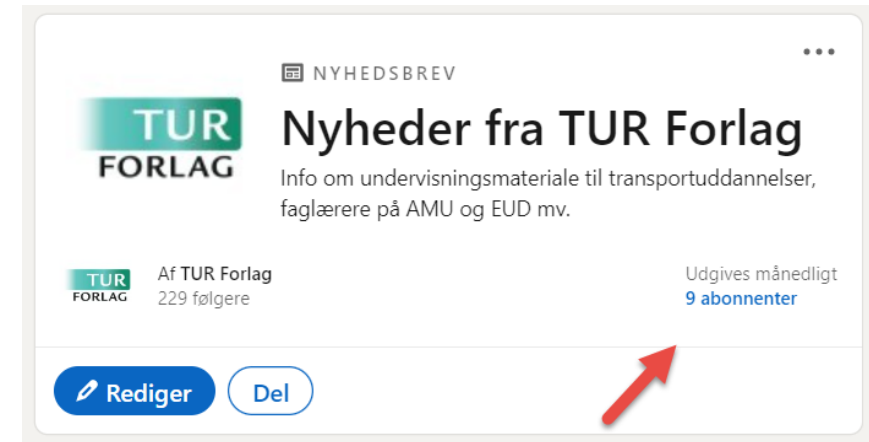 NYHEDSBREV
TUR
FORLAG
Nyheder fra TUR Forlag
Info om undervisningsmateriale til transportuddannelser,
faglærere på AMU og EUD mv.
TUR
FORLAG
Af TUR Forlag
229 følgere
Udgives månedligt
9 abonnenter
Rediger
Del